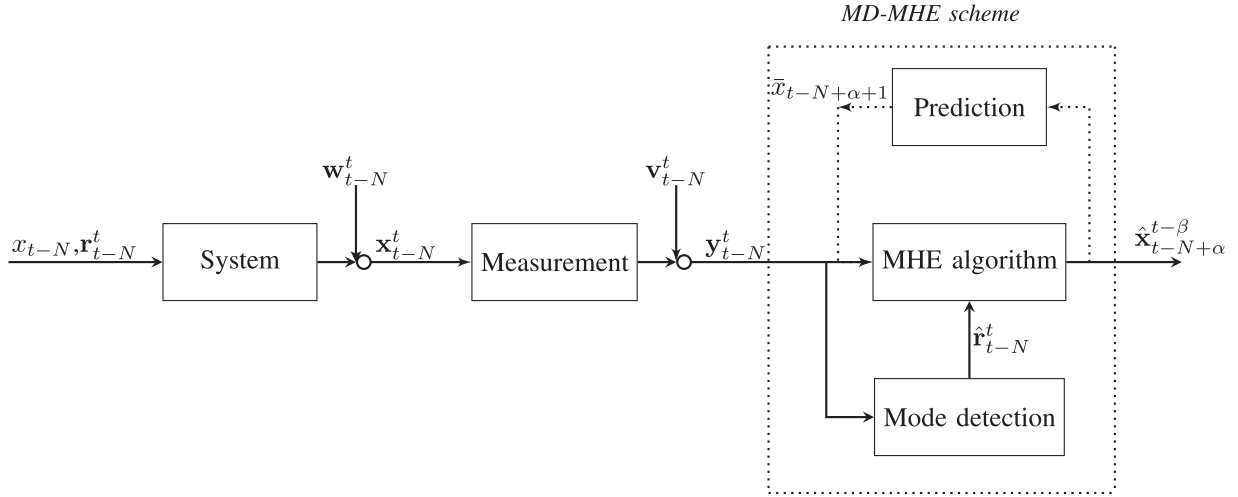 MD-MHE scheme
x̄_{t−N+α+1}
Prediction
w^t_{t−N}
v^t_{t−N}
x_{t−N},r^t_{t−N}
System
x^t_{t−N}
Measurement
y^t_{t−N}
MHE algorithm
x̂^{t−β}_{t−N+α}
r̂^t_{t−N}
Mode detection